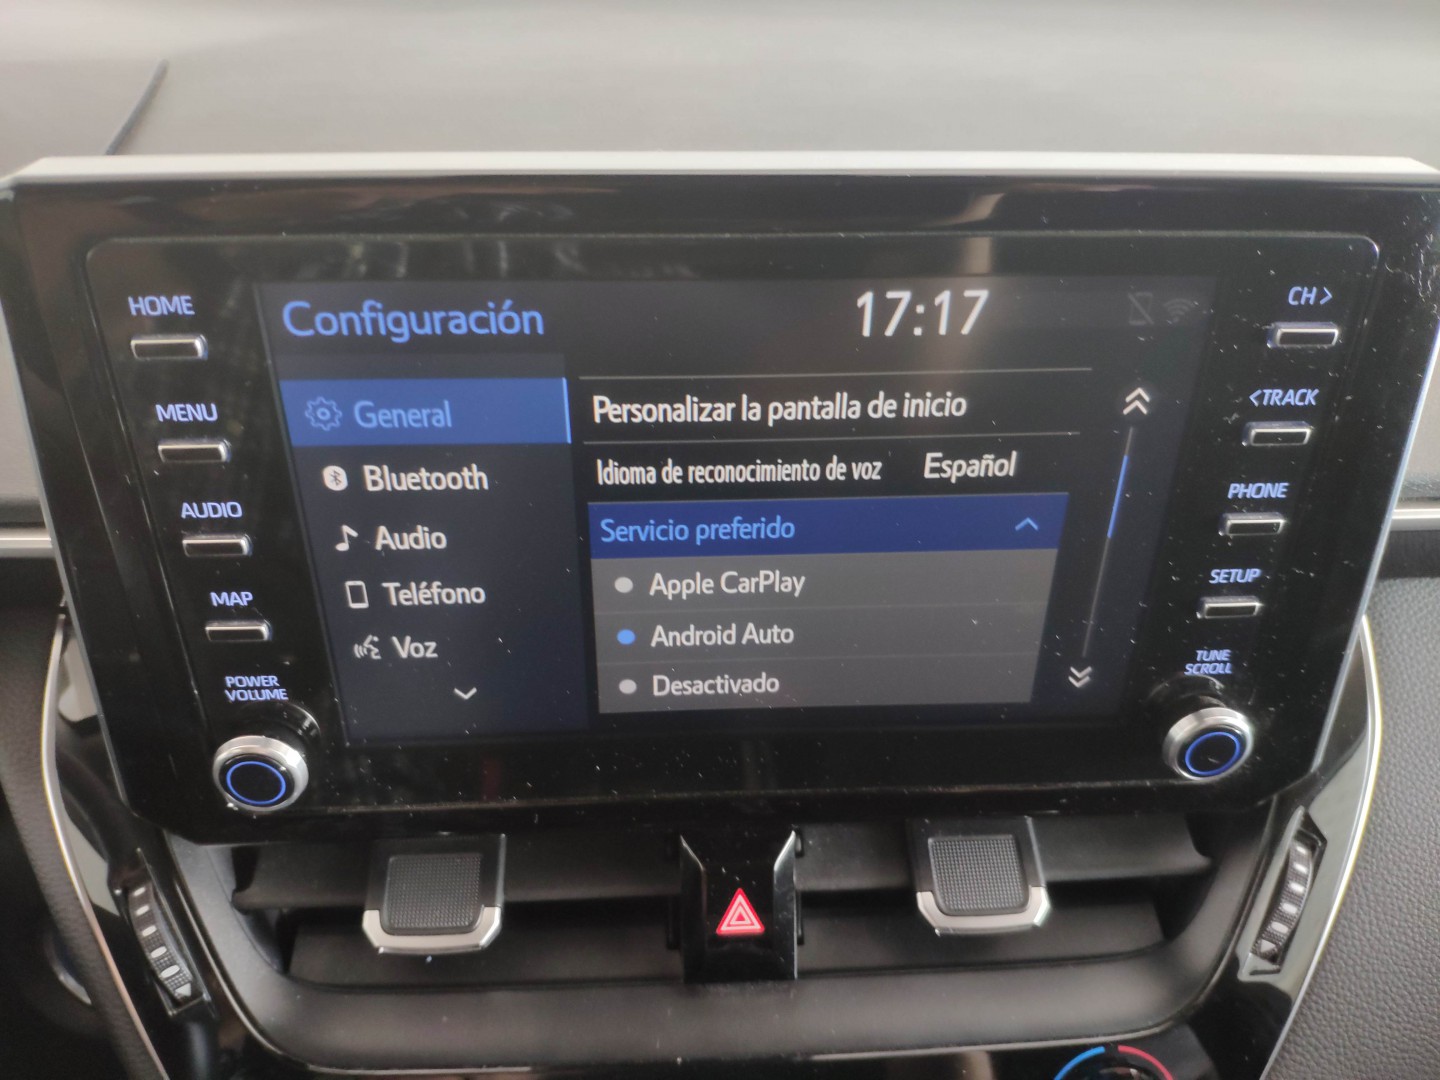 HOME
MENU
AUDIO
MAP
POWER
VOLUME
Configuración
17:17
General
Bluetooth
Audio
Teléfono
Voz
Personalizar la pantalla de inicio
Idioma de reconocimiento de voz Español
Servicio preferido
Apple CarPlay
Android Auto
Desactivado
CH >
< TRACK
PHONE
SETUP
TUNE
SCROLL